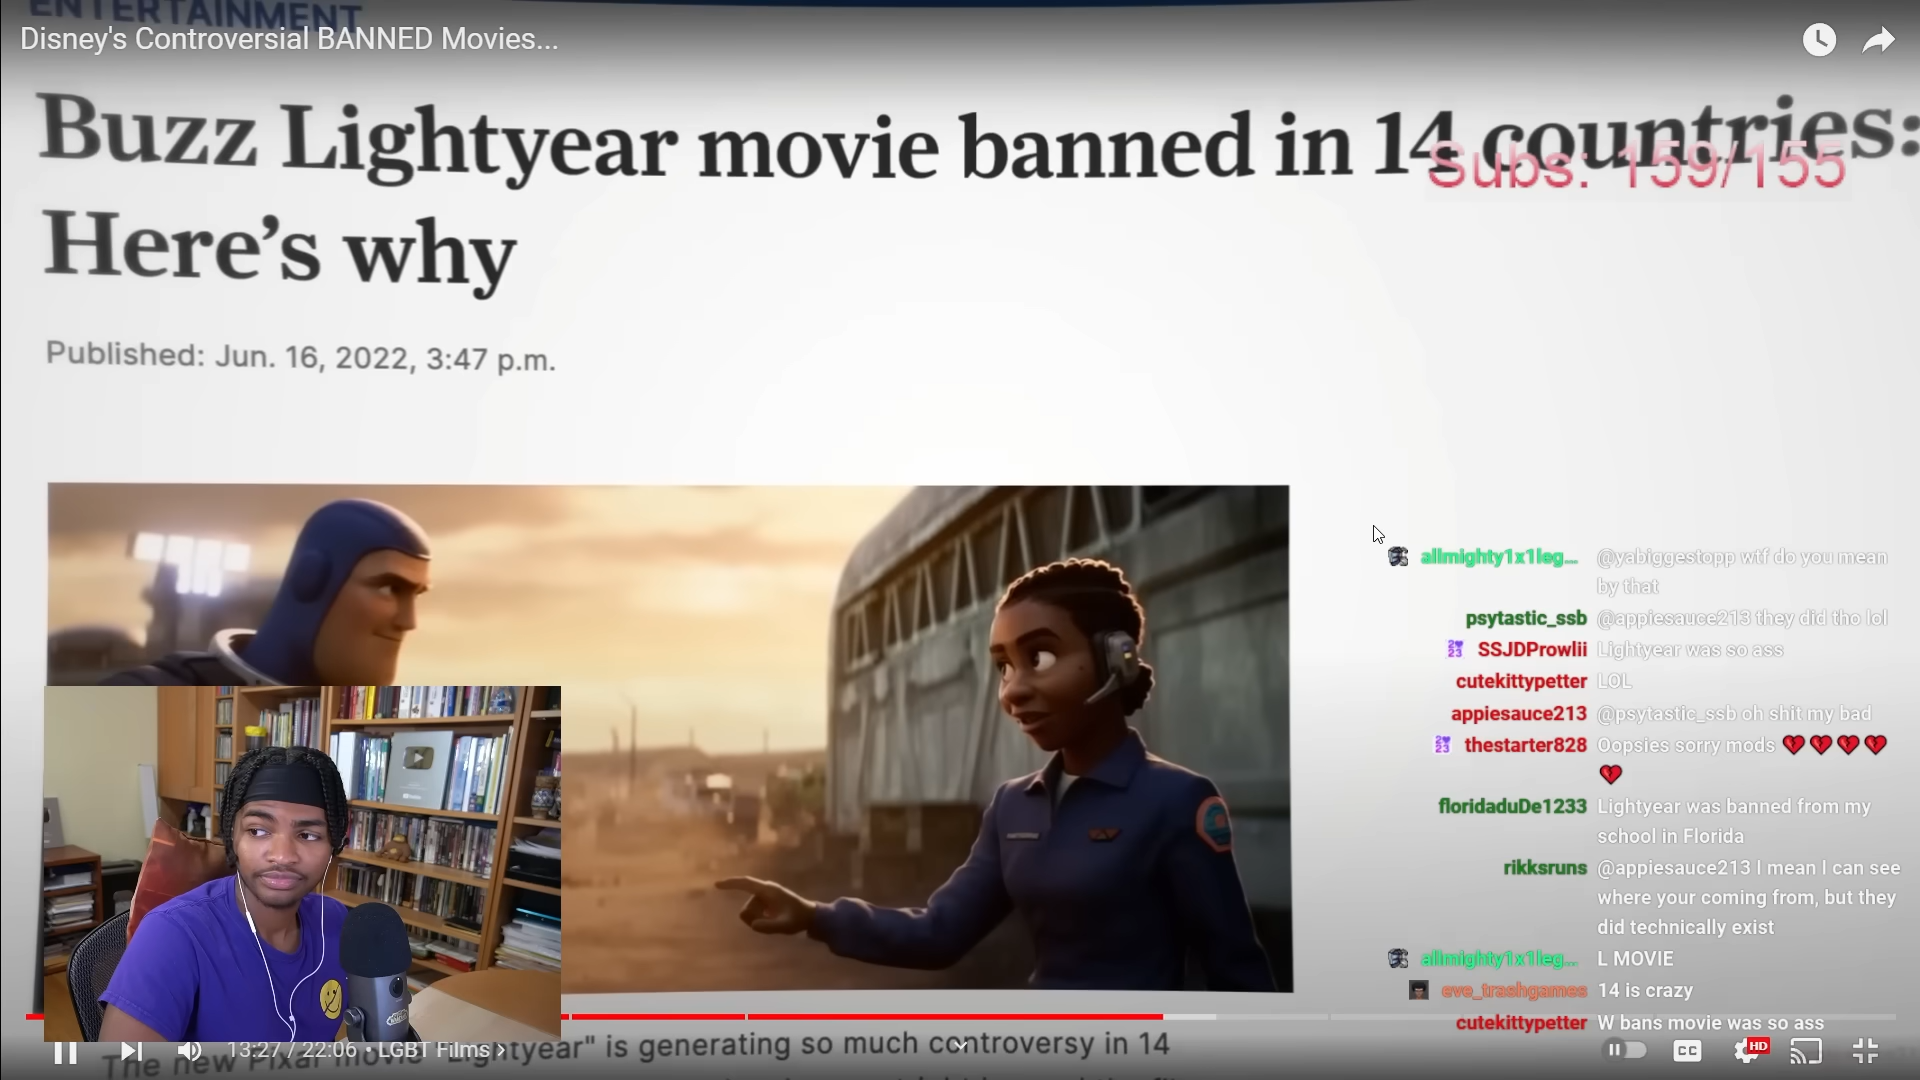 ENTERTAINMENT
Disney's Controversial BANNED Movies...
Buzz Lightyear movie banned in 14 countries:
Subs: 159/155
Here's why
Published: Jun. 16, 2022, 3:47 p.m.
allmighty1x1leg... @yabiggestopp wtf do you mean
by that
psytastic_ssb @appiesauce213 they did tho lol
SSJDProwlii Lightyear was so ass
cutekittypetter LOL
appiesauce213 @psytastic_ssb oh shit my bad
thestarter828 Oopsies sorry mods
floridaduDe1233 Lightyear was banned from my
school in Florida
rikksruns @appiesauce213 I mean I can see
where your coming from, but they
did technically exist
allmighty1x1leg... L MOVIE
eve_trashgames 14 is crazy
cutekittypetter W bans movie was so ass
13:27 / 22:06 • LGBT Films >
CC
HD
The new Pixar movie "Lightyear" is generating so much controversy in 14